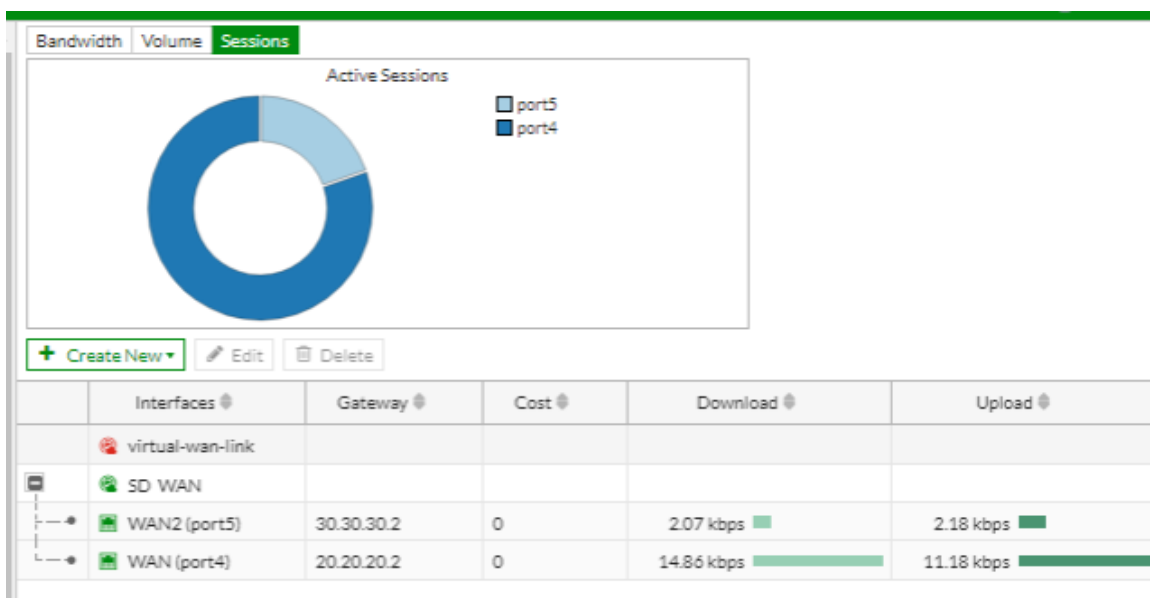 Bandwidth Volume Sessions
Active Sessions
port5
port4
+ Create New Edit Delete
Interfaces Gateway Cost Download Upload
virtual-wan-link
SD WAN
WAN2 (port5) 30.30.30.2 0 2.07 kbps 2.18 kbps
WAN (port4) 20.20.20.2 0 14.86 kbps 11.18 kbps